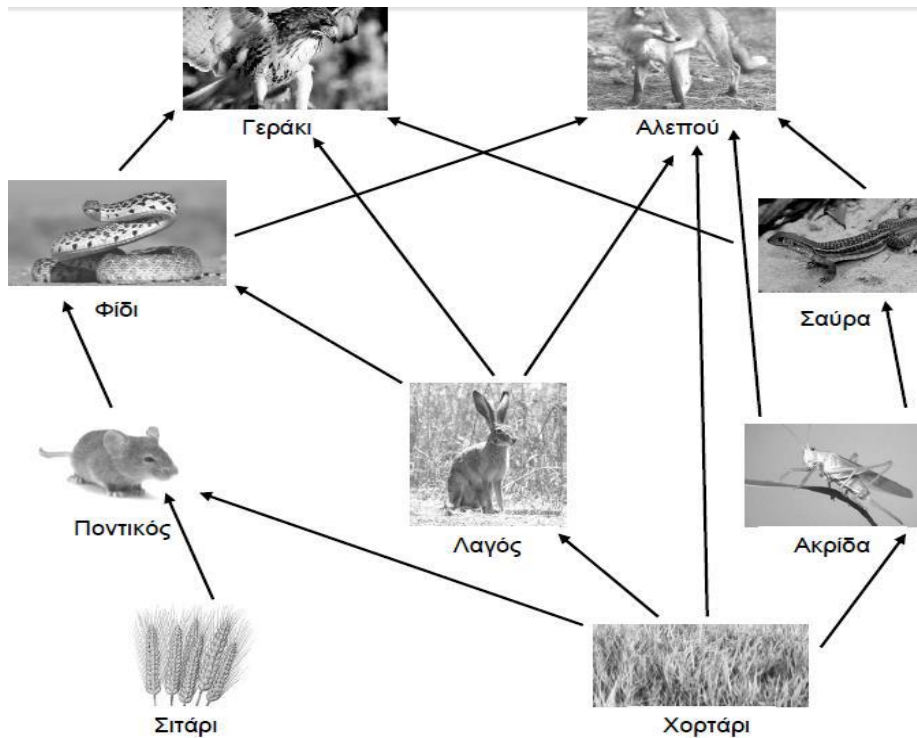 Γεράκι
Αλεπού
Φίδι
Σαύρα
Ποντικός
Λαγός
Ακρίδα
Σιτάρι
Χορτάρι